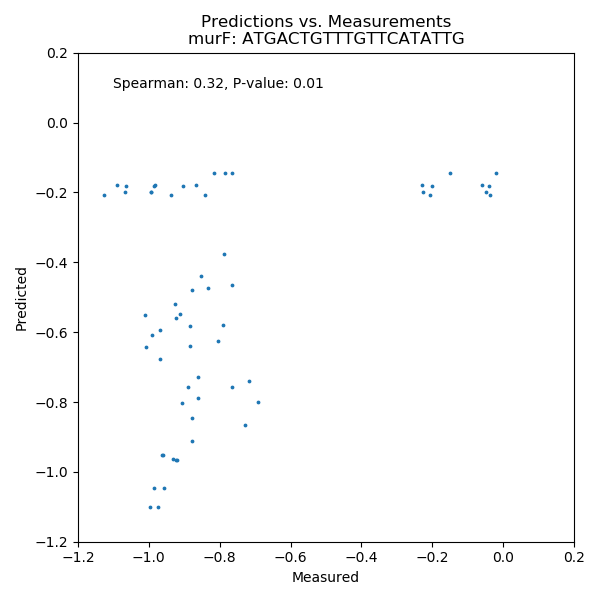 Predictions vs. Measurements
murF: ATGACTGTTTGTTCATATTG
Spearman: 0.32, P-value: 0.01
0.2
0.0
−0.2
−0.4
−0.6
−0.8
−1.0
−1.2
Predicted
−1.2 −1.0 −0.8 −0.6 −0.4 −0.2 0.0 0.2
Measured